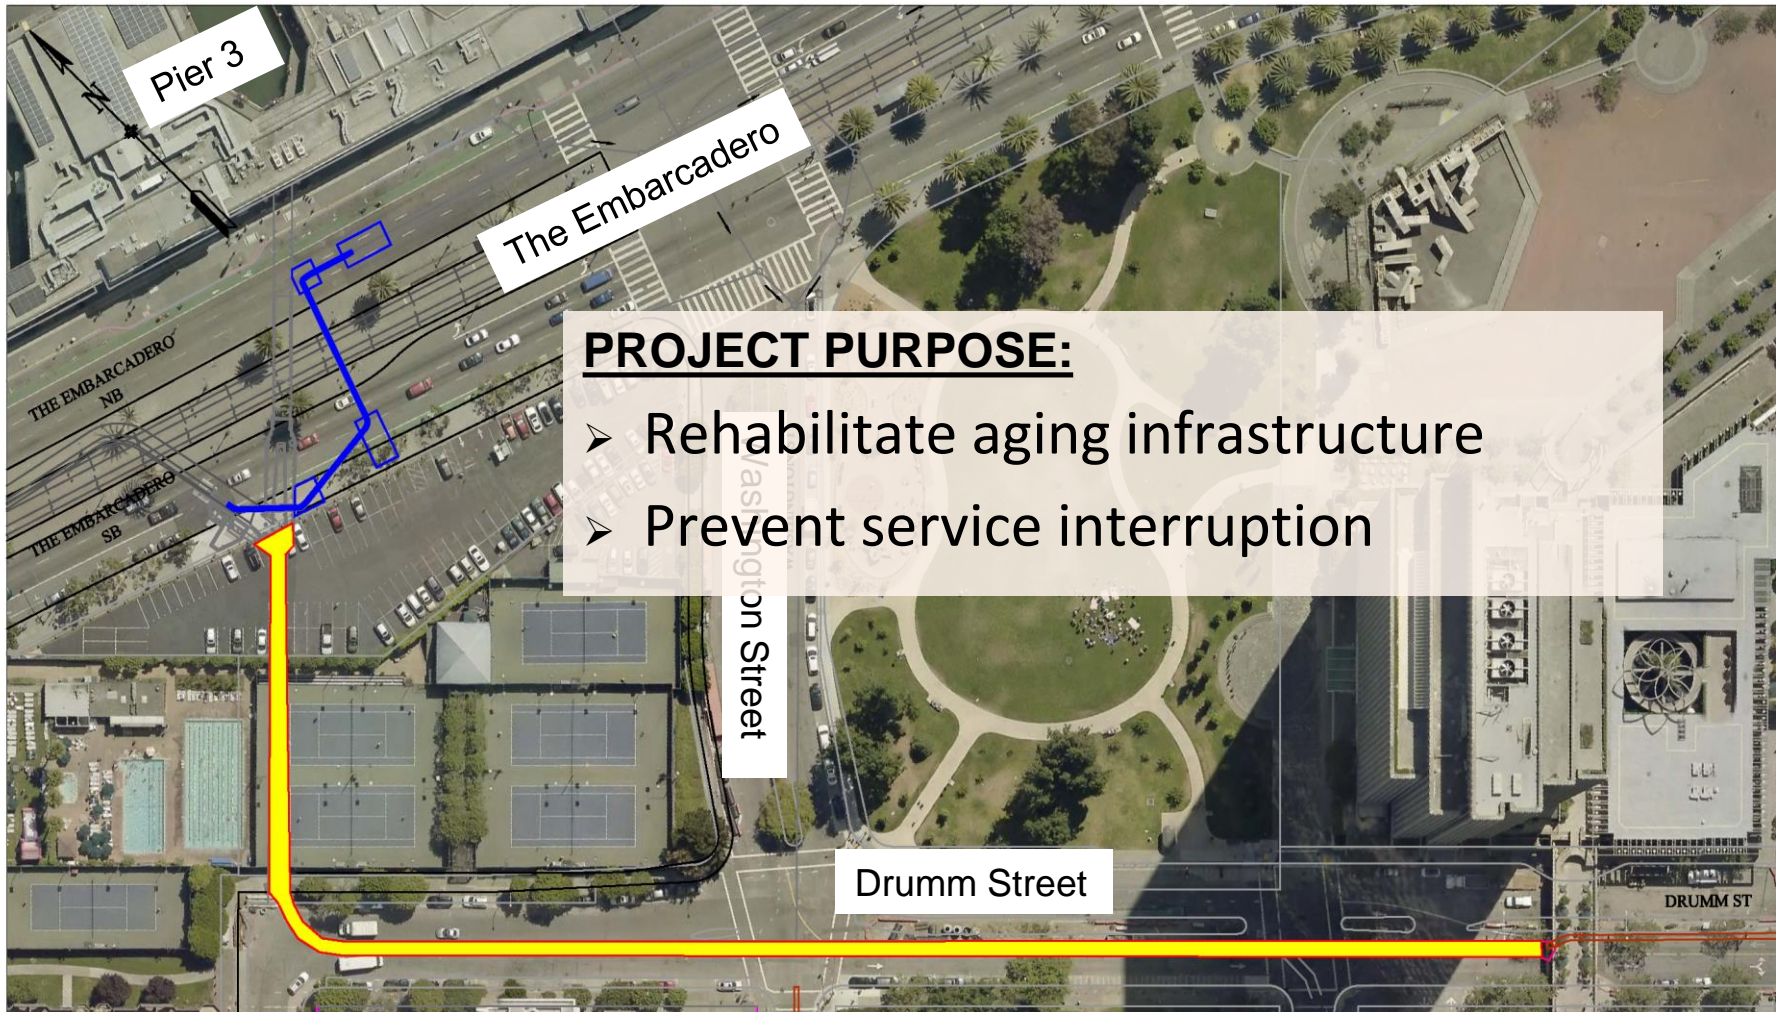 N
Pier 3
The Embarcadero
PROJECT PURPOSE:
➢ Rehabilitate aging infrastructure
➢ Prevent service interruption
THE EMBARCADERO
NB
THE EMBARCADERO
SB
Washington Street
Drumm Street
DRUMM ST